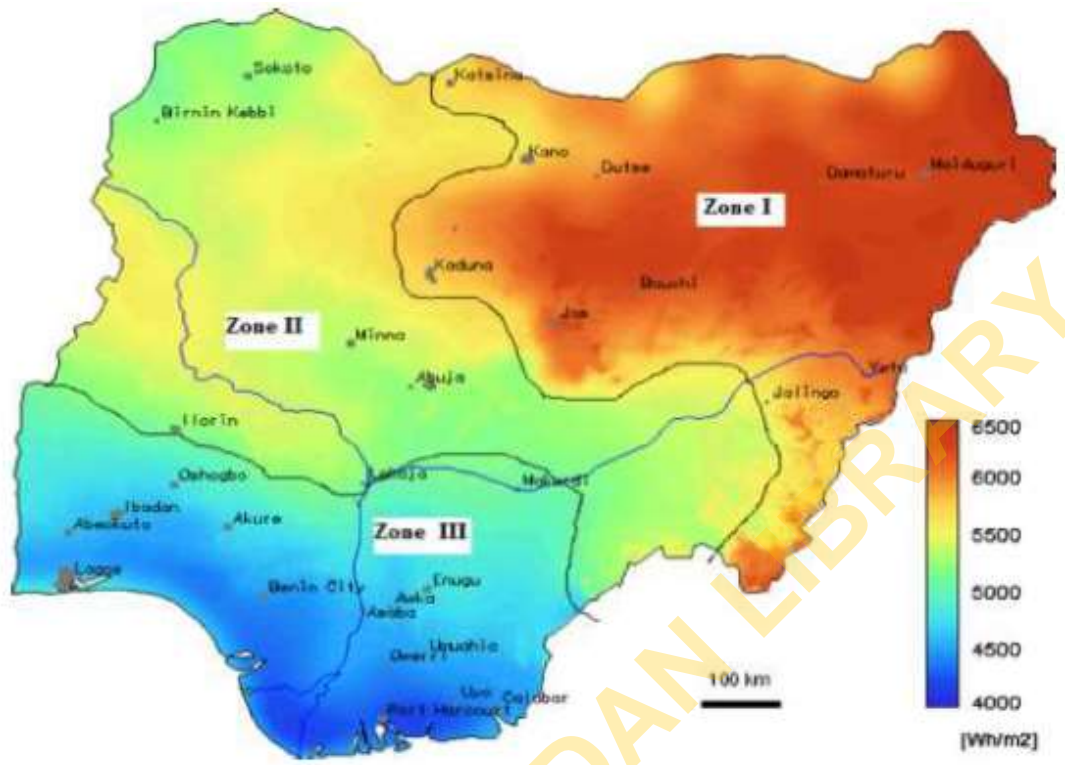 Sokoto
Katsina
Birnin Kebbi
Kano
Dutse
Damaturu
Maiduguri
Zone I
Kaduna
Bauchi
Jos
Zone II
Minna
Abuja
Yola
Jalingo
Ilorin
6500
Oshogbo
Lokoja
Makurdi
6000
Ibadan
Abeokuta
Akure
Zone III
5500
Lagos
Benin City
Enugu
Awka
Asaba
5000
Umuahia
Owerri
4500
100 km
Uyo
Calabar
Port Harcourt
4000
[Wh/m2]
DAN LIBRARY